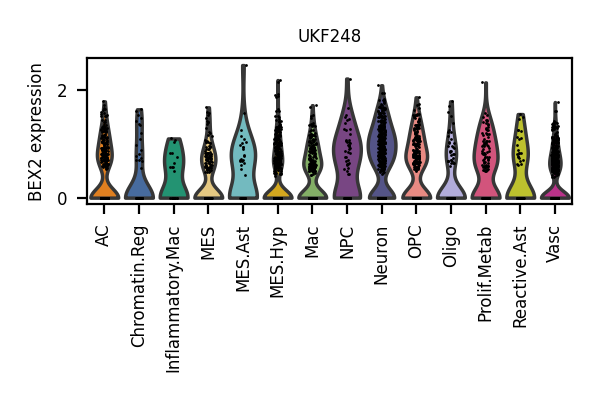 UKF248
BEX2 expression
2
0
AC
Chromatin.Reg
Inflammatory.Mac
MES
MES.Ast
MES.Hyp
Mac
NPC
Neuron
OPC
Oligo
Prolif.Metab
Reactive.Ast
Vasc